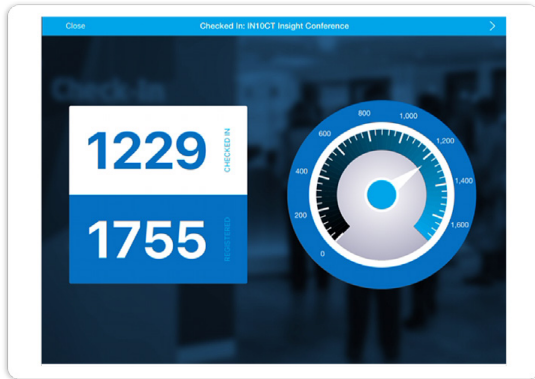 Close
Checked In: IN10CT Insight Conference
Check-In
1229
CHECKED IN
1755
REGISTERED
0
200
400
600
800
1,000
1,200
1,400
1,600